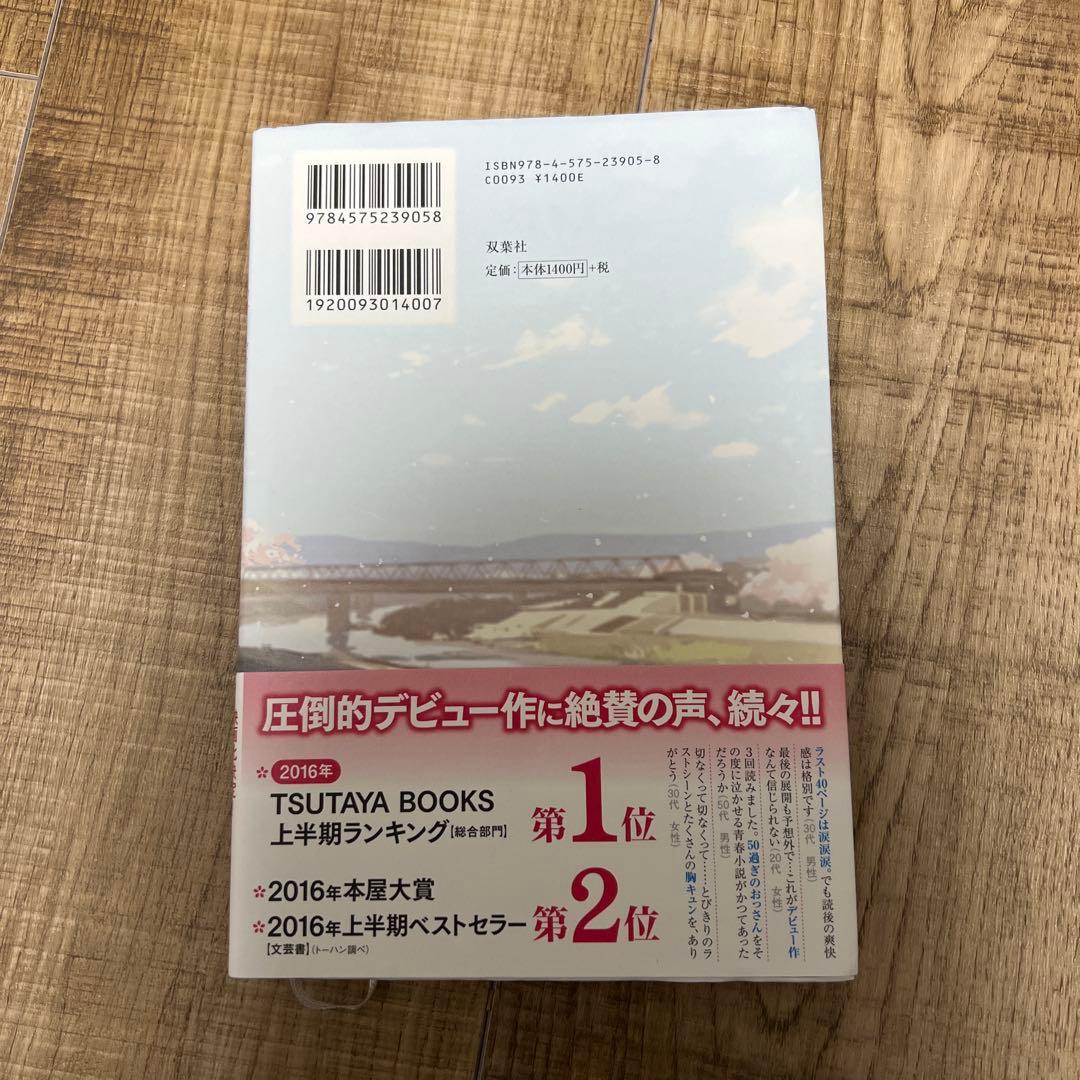 ISBN978-4-575-23905-8
C0093 ¥1400E
9784575239058
双葉社
定価：本体1400円+税
1920093014007
圧倒的デビュー作に絶賛の声、続々!!
2016年
TSUTAYA BOOKS
上半期ランキング【総合部門】
第1位
2016年本屋大賞
2016年上半期ベストセラー
【文芸書】(トーハン調べ)
第2位
ラスト40ページは涙涙涙。でも読後の爽快
感は格別です(30代 男性)
最後の展開も予想外で…これがデビュー作
なんて信じられない(20代 女性)
3回読みました。50過ぎのおっさんをそ
の度に泣かせる青春小説がかつてあった
だろうか(50代 男性)
切なくって切なくって……とびきりのラ
ストシーンとたくさんの胸キュンを、あり
がとう(30代 女性)